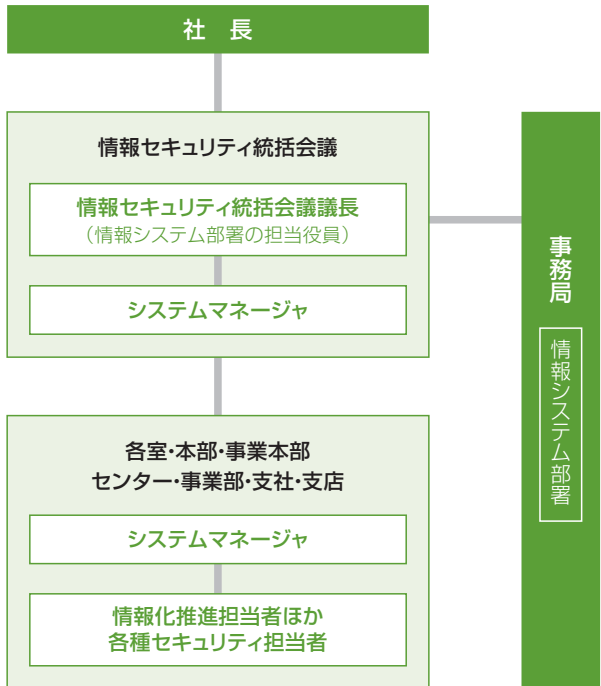 社 長
情報セキュリティ統括会議
情報セキュリティ統括会議議長
（情報システム部署の担当役員）
システムマネージャ
各室・本部・事業本部
センター・事業部・支社・支店
システムマネージャ
情報化推進担当者ほか
各種セキュリティ担当者
事務局
情報システム部署